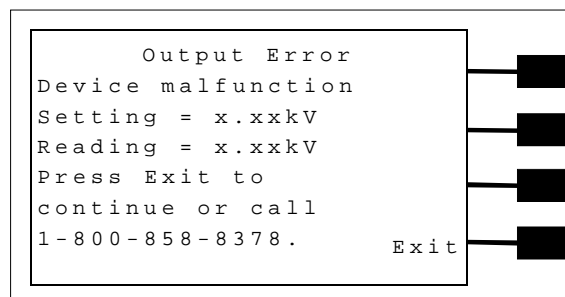 Output Error
Device malfunction
Setting = x.xxkV
Reading = x.xxkV
Press Exit to
continue or call
1-800-858-8378.
Exit